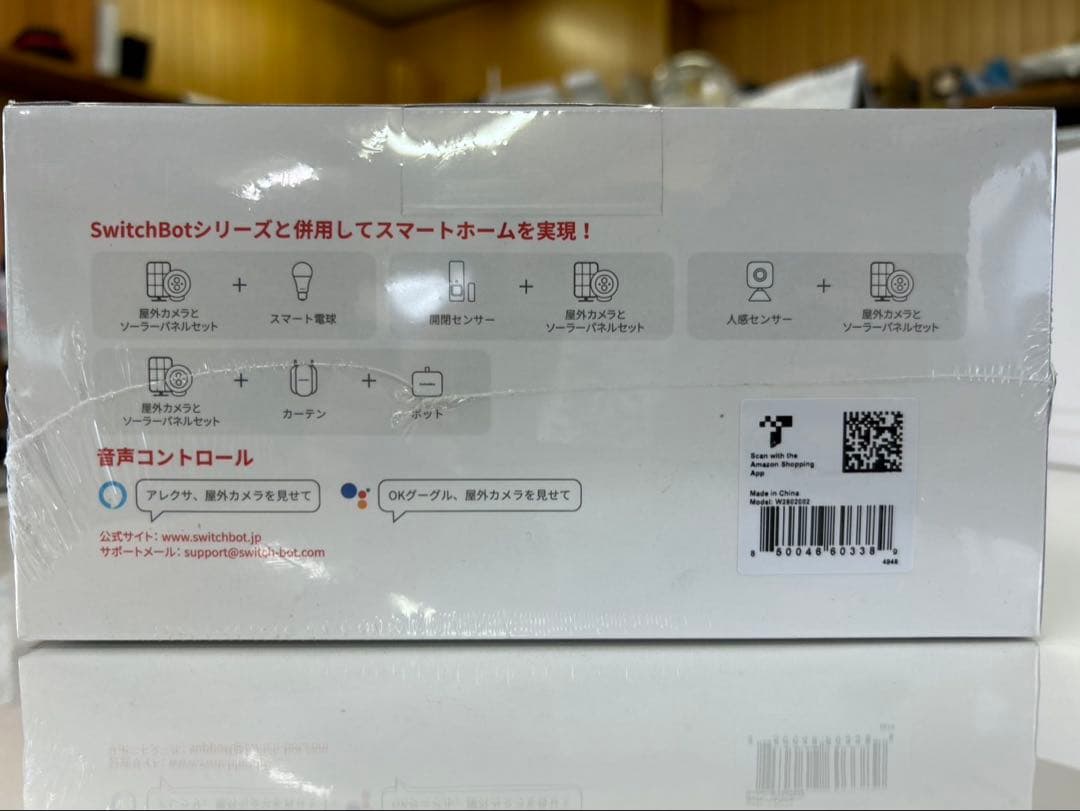 SwitchBotシリーズと併用してスマートホームを実現！
屋外カメラと
ソーラーパネルセット
+
スマート電球
開閉センサー
+
屋外カメラと
ソーラーパネルセット
人感センサー
+
屋外カメラと
ソーラーパネルセット
屋外カメラと
ソーラーパネルセット
+
カーテン
+
ボット
音声コントロール
アレクサ、屋外カメラを見せて
OKグーグル、屋外カメラを見せて
公式サイト：www.switchbot.jp
サポートメール：support@switch-bot.com
Scan with the
Amazon Shopping
App
Made in China
Model: W2802002
8 50046 60338 9
4948